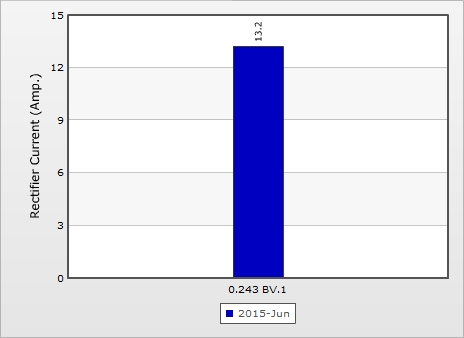 15
12
9
6
3
0
Rectifier Current (Amp.)
13.2
0.243 BV.1
2015-Jun